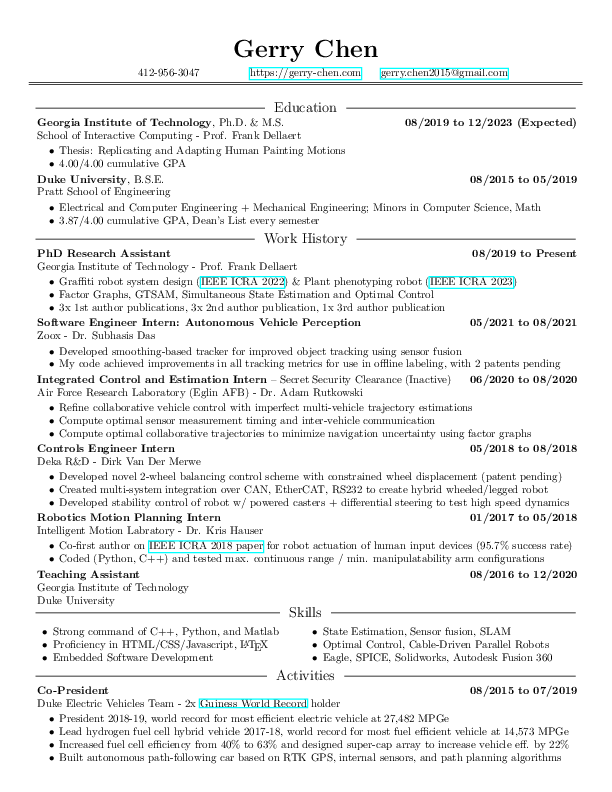 Gerry Chen
412-956-3047 https://gerry-chen.com gerry.chen2015@gmail.com
Education
Georgia Institute of Technology, Ph.D. & M.S. 08/2019 to 12/2023 (Expected)
School of Interactive Computing - Prof. Frank Dellaert
• Thesis: Replicating and Adapting Human Painting Motions
• 4.00/4.00 cumulative GPA
Duke University, B.S.E. 08/2015 to 05/2019
Pratt School of Engineering
• Electrical and Computer Engineering + Mechanical Engineering; Minors in Computer Science, Math
• 3.87/4.00 cumulative GPA, Dean's List every semester
Work History
PhD Research Assistant 08/2019 to Present
Georgia Institute of Technology - Prof. Frank Dellaert
• Graffiti robot system design (IEEE ICRA 2022) & Plant phenotyping robot (IEEE ICRA 2023)
• Factor Graphs, GTSAM, Simultaneous State Estimation and Optimal Control
• 3x 1st author publications, 3x 2nd author publication, 1x 3rd author publication
Software Engineer Intern: Autonomous Vehicle Perception 05/2021 to 08/2021
Zoox - Dr. Subhasis Das
• Developed smoothing-based tracker for improved object tracking using sensor fusion
• My code achieved improvements in all tracking metrics for use in offline labeling, with 2 patents pending
Integrated Control and Estimation Intern – Secret Security Clearance (Inactive) 06/2020 to 08/2020
Air Force Research Laboratory (Eglin AFB) - Dr. Adam Rutkowski
• Refine collaborative vehicle control with imperfect multi-vehicle trajectory estimations
• Compute optimal sensor measurement timing and inter-vehicle communication
• Compute optimal collaborative trajectories to minimize navigation uncertainty using factor graphs
Controls Engineer Intern 05/2018 to 08/2018
Deka R&D - Dirk Van Der Merwe
• Developed novel 2-wheel balancing control scheme with constrained wheel displacement (patent pending)
• Created multi-system integration over CAN, EtherCAT, RS232 to create hybrid wheeled/legged robot
• Developed stability control of robot w/ powered casters + differential steering to test high speed dynamics
Robotics Motion Planning Intern 01/2017 to 05/2018
Intelligent Motion Labratory - Dr. Kris Hauser
• Co-first author on IEEE ICRA 2018 paper for robot actuation of human input devices (95.7% success rate)
• Coded (Python, C++) and tested max. continuous range / min. manipulatability arm configurations
Teaching Assistant 08/2016 to 12/2020
Georgia Institute of Technology
Duke University
Skills
• Strong command of C++, Python, and Matlab
• Proficiency in HTML/CSS/Javascript, LATEX
• Embedded Software Development
• State Estimation, Sensor fusion, SLAM
• Optimal Control, Cable-Driven Parallel Robots
• Eagle, SPICE, Solidworks, Autodesk Fusion 360
Activities
Co-President 08/2015 to 07/2019
Duke Electric Vehicles Team - 2x Guiness World Record holder
• President 2018-19, world record for most efficient electric vehicle at 27,482 MPGe
• Lead hydrogen fuel cell hybrid vehicle 2017-18, world record for most fuel efficient vehicle at 14,573 MPGe
• Increased fuel cell efficiency from 40% to 63% and designed super-cap array to increase vehicle eff. by 22%
• Built autonomous path-following car based on RTK GPS, internal sensors, and path planning algorithms